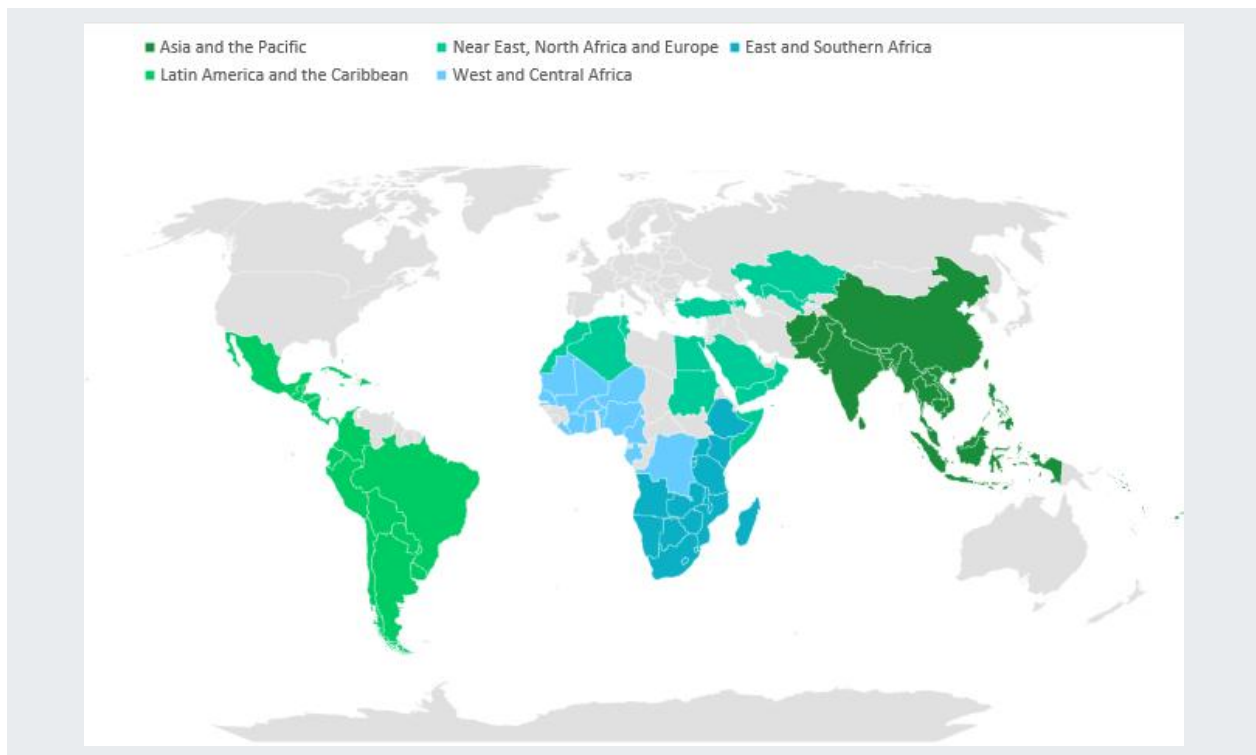 Asia and the Pacific
Near East, North Africa and Europe
East and Southern Africa
Latin America and the Caribbean
West and Central Africa